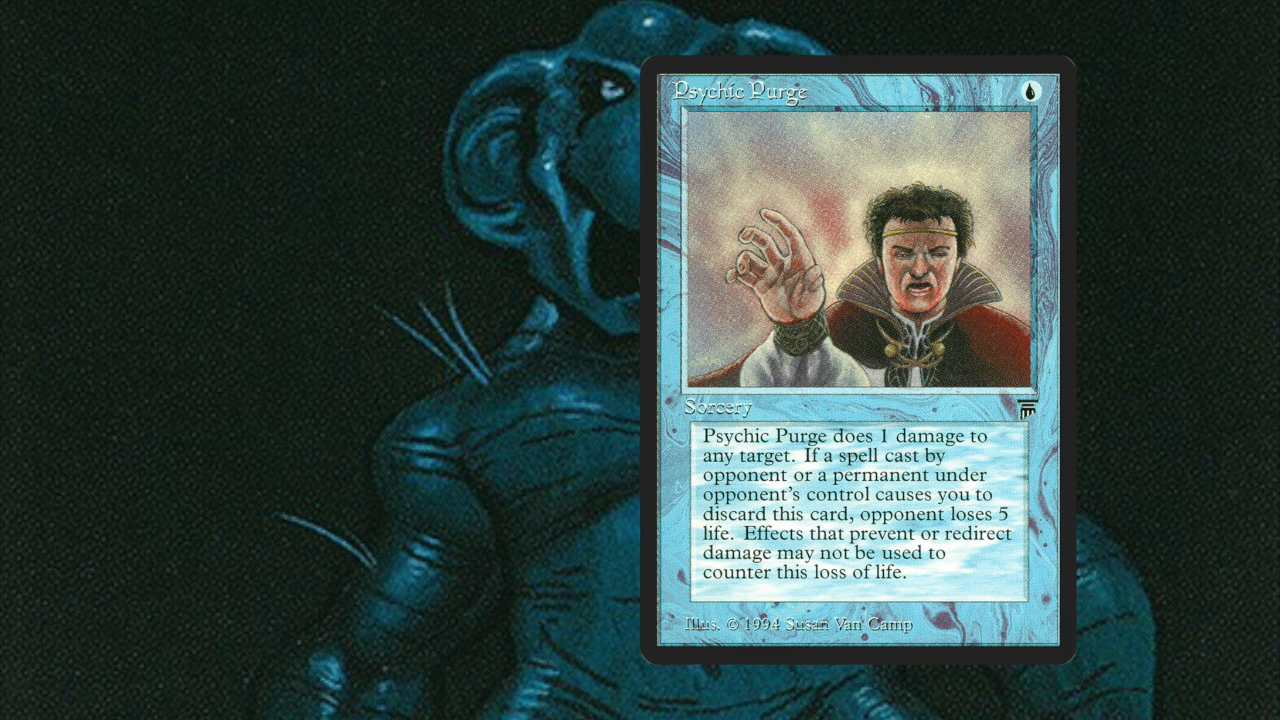 Psychic Purge
Sorcery
Psychic Purge does 1 damage to
any target. If a spell cast by
opponent or a permanent under
opponent's control causes you to
discard this card, opponent loses 5
life. Effects that prevent or redirect
damage may not be used to
counter this loss of life.
Illus. © 1994 Susan Van Camp